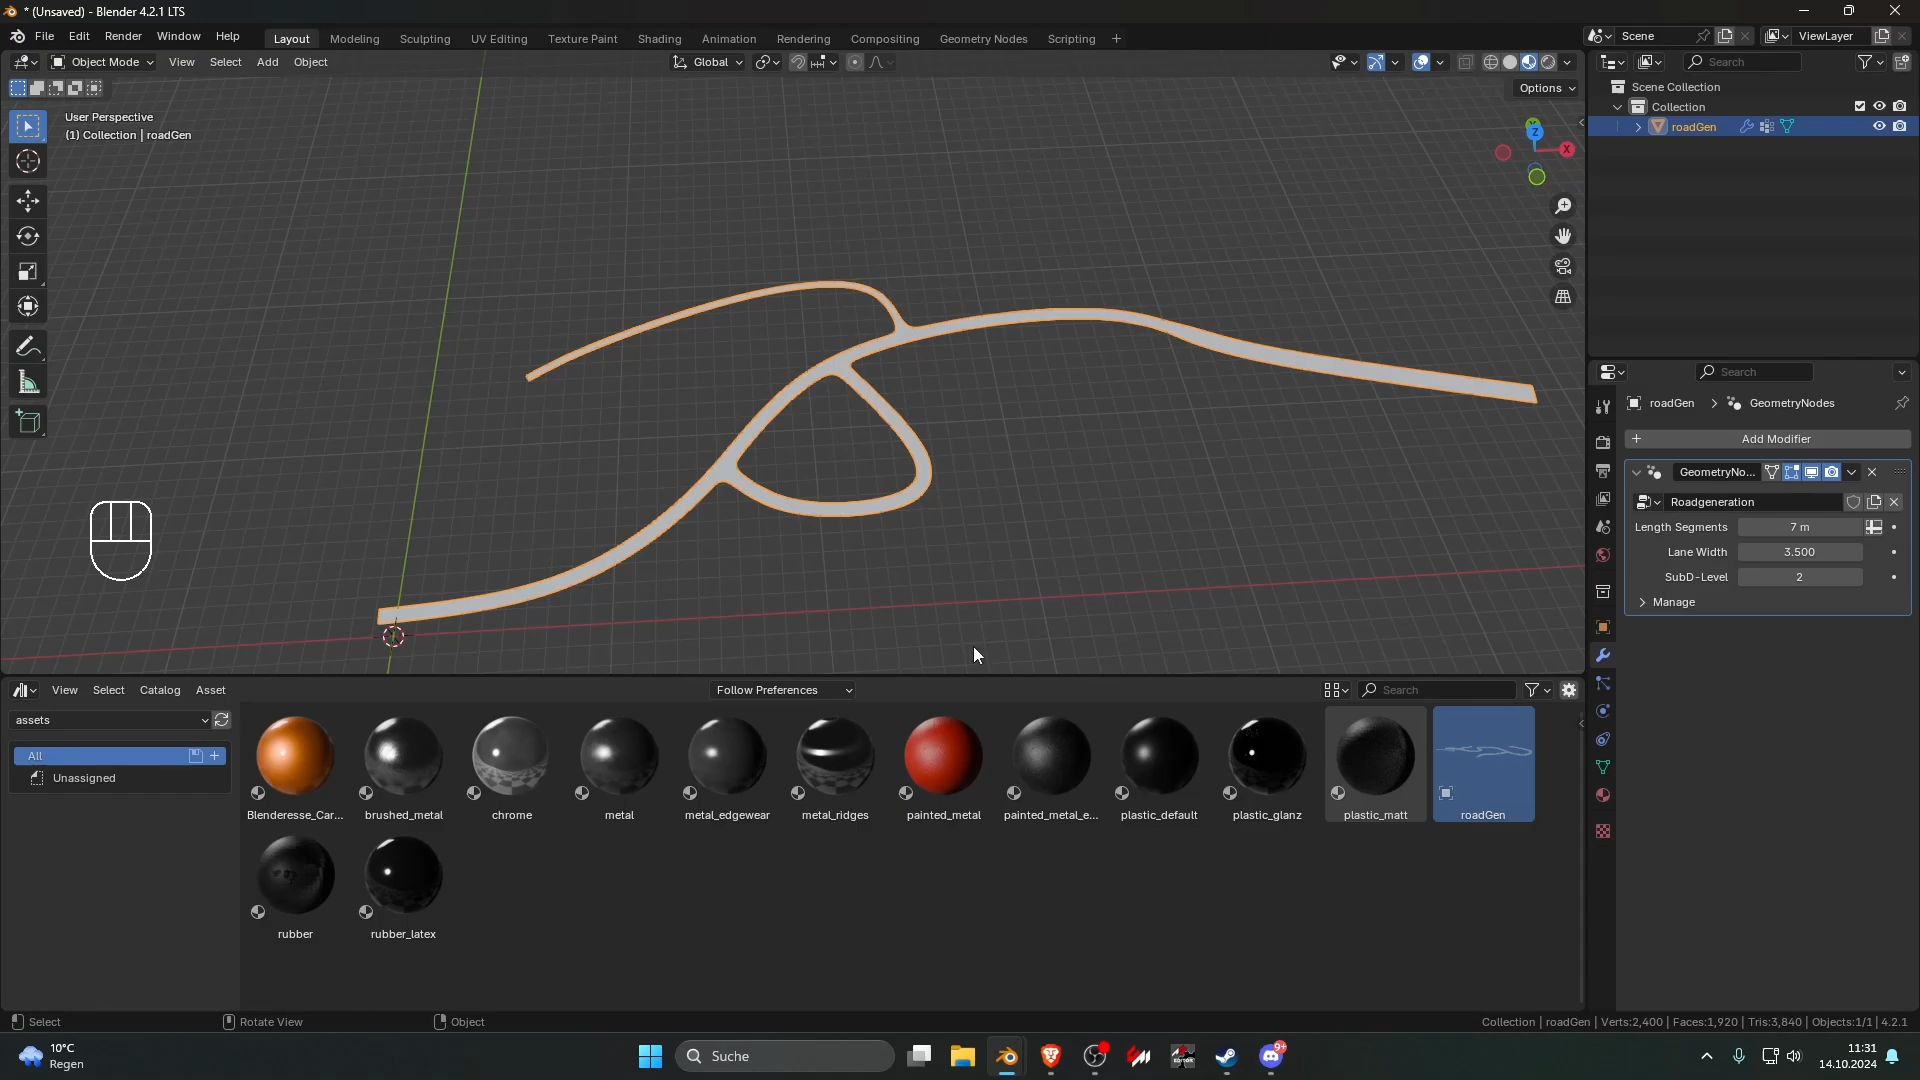 * (Unsaved) - Blender 4.2.1 LTS
File Edit Render Window Help Layout Modeling Sculpting UV Editing Texture Paint Shading Animation Rendering Compositing Geometry Nodes Scripting + Scene ViewLayer
Object Mode View Select Add Object Global Search
Options
Scene Collection
User Perspective
(1) Collection | roadGen
Collection
roadGen
Z
X
Search
roadGen > GeometryNodes
+ Add Modifier
GeometryNo...
Roadgeneration
Length Segments 7 m
Lane Width 3.500
SubD-Level 2
Manage
View Select Catalog Asset Follow Preferences Search
assets
All
Unassigned
Blenderesse_Car... brushed_metal chrome metal metal_edgewear metal_ridges painted_metal painted_metal_e... plastic_default plastic_glanz plastic_matt roadGen
rubber rubber_latex
Select Rotate View Object Collection | roadGen | Verts:2,400 | Faces:1,920 | Tris:3,840 | Objects:1/1 | 4.2.1
10°C
Regen
Suche
EDITOR
9+
11:31
14.10.2024